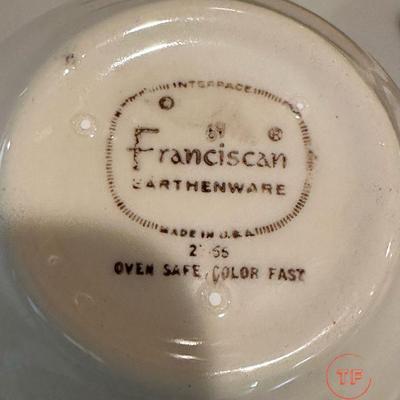 INTERPACE
©
®
Franciscan
EARTHENWARE
MADE IN U.S.A.
OVEN SAFE, COLOR FAST
TF